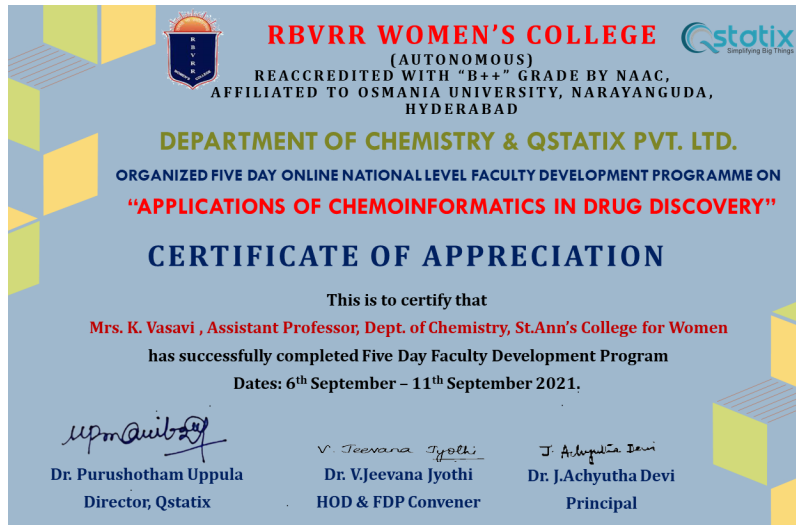 RBVRR
WOMEN'S COLLEGE
RBVRR WOMEN'S COLLEGE
Qstatix
Simplifying Big Things
(AUTONOMOUS)
REACCREDITED WITH “B++” GRADE BY NAAC,
AFFILIATED TO OSMANIA UNIVERSITY, NARAYANGUDA,
HYDERABAD
DEPARTMENT OF CHEMISTRY & QSTATIX PVT. LTD.
ORGANIZED FIVE DAY ONLINE NATIONAL LEVEL FACULTY DEVELOPMENT PROGRAMME ON
“APPLICATIONS OF CHEMOINFORMATICS IN DRUG DISCOVERY”
CERTIFICATE OF APPRECIATION
This is to certify that
Mrs. K. Vasavi , Assistant Professor, Dept. of Chemistry, St.Ann's College for Women
has successfully completed Five Day Faculty Development Program
Dates: 6th September – 11th September 2021.
V. Jeevana Jyothi
J. Achyutha Devi
Dr. Purushotham Uppula
Dr. V.Jeevana Jyothi
Dr. J.Achyutha Devi
Director, Qstatix
HOD & FDP Convener
Principal